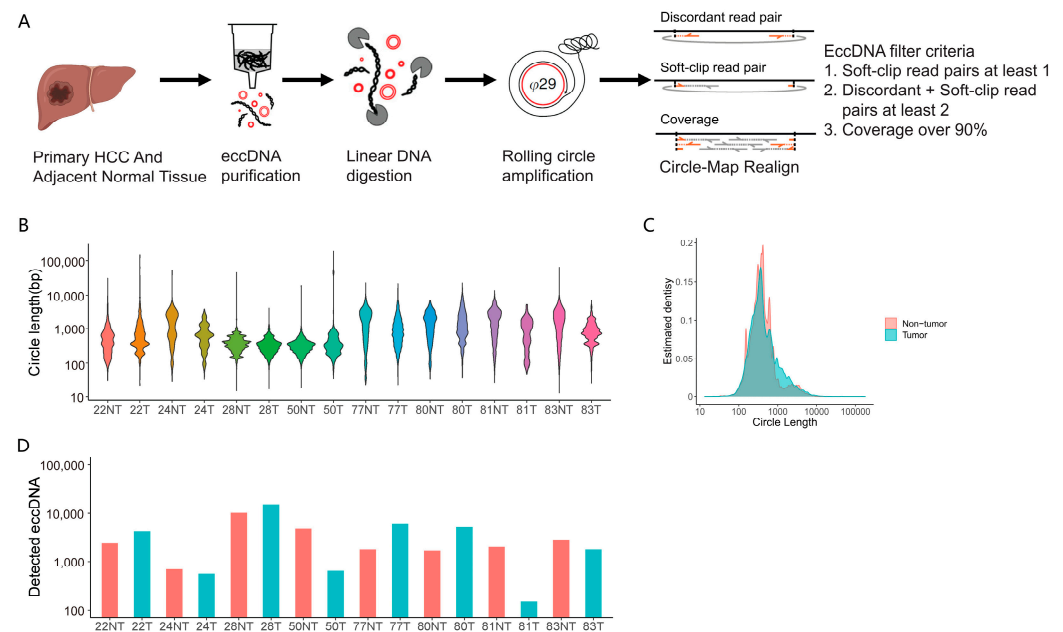 A
Primary HCC And
Adjacent Normal Tissue
eccDNA
purification
Linear DNA
digestion
φ29
Rolling circle
amplification
Discordant read pair
Soft-clip read pair
Coverage
Circle-Map Realign
EccDNA filter criteria
1. Soft-clip read pairs at least 1
2. Discordant + Soft-clip read
pairs at least 2
3. Coverage over 90%
B
Circle length(bp)
100,000
10,000
1,000
100
10
22NT 22T 24NT 24T 28NT 28T 50NT 50T 77NT 77T 80NT 80T 81NT 81T 83NT 83T
C
Estimated dentisy
0.2
0.15
0.1
0.05
0
10 100 1000 10000 100000
Circle Length
Non-tumor
Tumor
D
Detected eccDNA
100,000
10,000
1,000
100
22NT 22T 24NT 24T 28NT 28T 50NT 50T 77NT 77T 80NT 80T 81NT 81T 83NT 83T